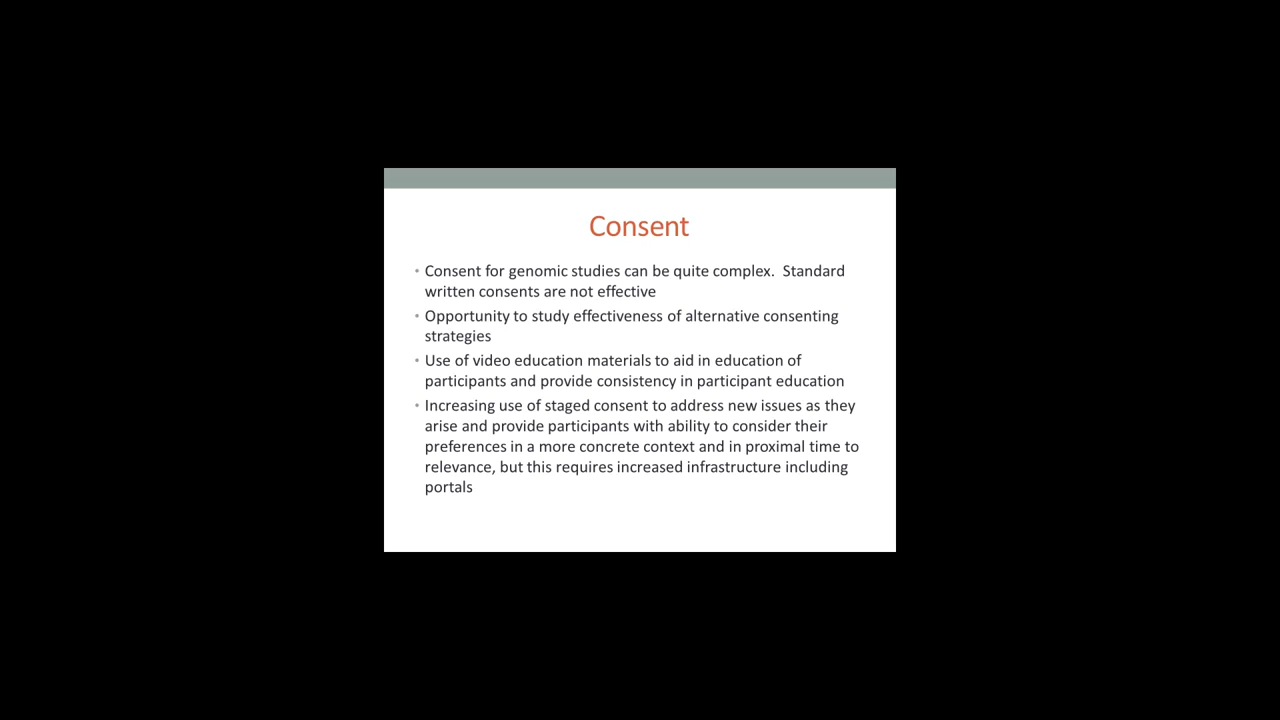 Consent
• Consent for genomic studies can be quite complex.  Standard
written consents are not effective
• Opportunity to study effectiveness of alternative consenting
strategies
• Use of video education materials to aid in education of
participants and provide consistency in participant education
• Increasing use of staged consent to address new issues as they
arise and provide participants with ability to consider their
preferences in a more concrete context and in proximal time to
relevance, but this requires increased infrastructure including
portals